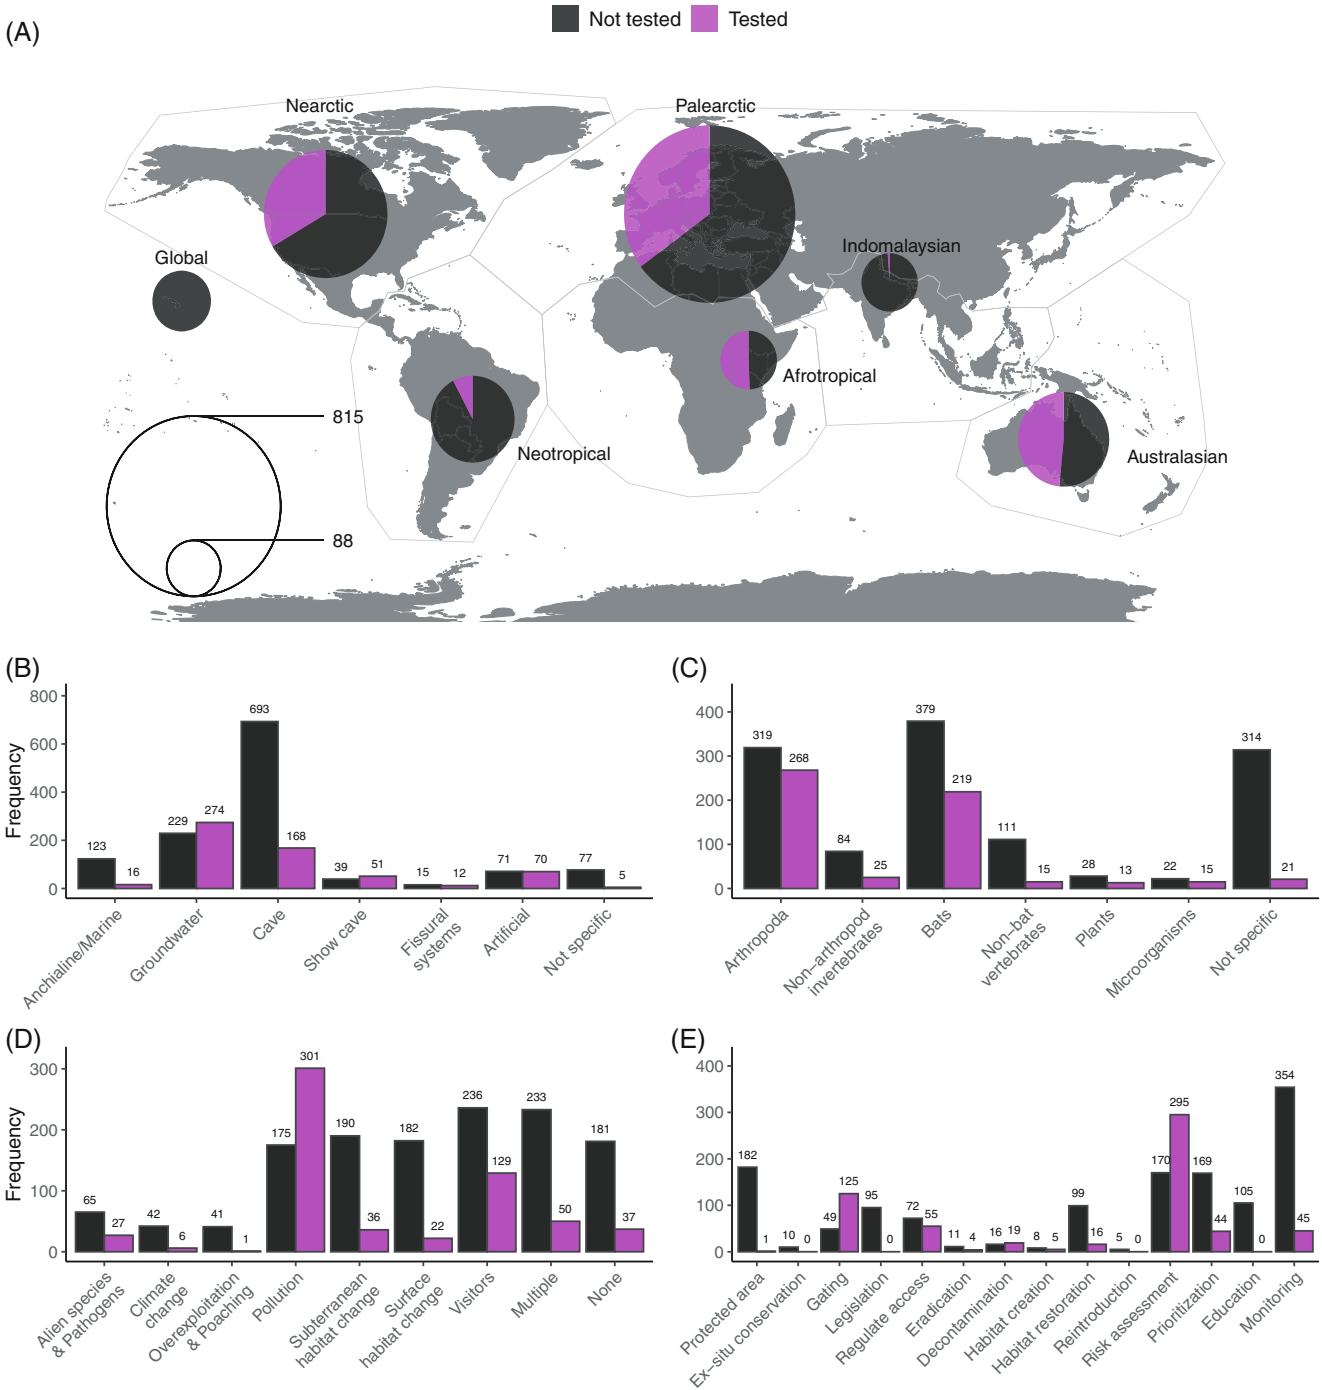 (A)
Not tested
Tested
Nearctic
Palearctic
Global
Indomalaysian
Afrotropical
815
Neotropical
Australasian
88
(B)
Frequency
800
600
400
200
0
123
16
229
274
693
168
39
51
15
12
71
70
77
5
Anchialine/Marine
Groundwater
Cave
Show cave
Fissural
systems
Artificial
Not specific
(C)
400
300
200
100
0
319
268
84
25
379
219
111
15
28
13
22
15
314
21
Arthropoda
Non−arthropod
invertebrates
Bats
Non−bat
vertebrates
Plants
Microorganisms
Not specific
(D)
Frequency
300
200
100
0
65
27
42
6
41
1
175
301
190
36
182
22
236
129
233
50
181
37
Alien species
& Pathogens
Climate
change
Overexploitation
& Poaching
Pollution
Subterranean
habitat change
Surface
habitat change
Visitors
Multiple
None
(E)
400
300
200
100
0
182
1
10
0
49
125
95
0
72
55
11
4
16
19
8
5
99
16
5
0
170
295
169
44
105
0
354
45
Protected area
Ex−situ conservation
Gating
Legislation
Regulate access
Eradication
Decontamination
Habitat creation
Habitat restoration
Reintroduction
Risk assessment
Prioritization
Education
Monitoring